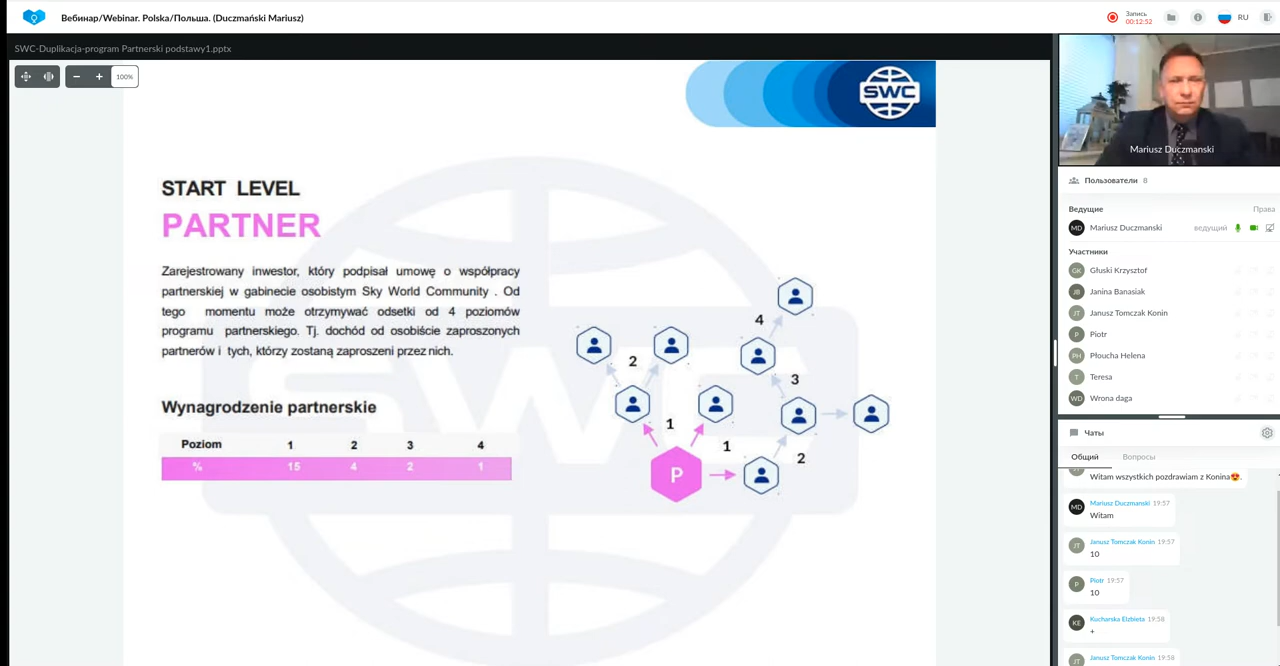 Вебинар/Webinar. Polska/Польша. (Duczmański Mariusz)
Запись
00:12:52
RU
SWC-Duplikacja-program Partnerski podstawy1.pptx
100%
SWC
START LEVEL
PARTNER
Zarejestrowany inwestor, który podpisał umowę o współpracy
partnerskiej w gabinecie osobistym Sky World Community . Od
tego momentu może otrzymywać odsetki od 4 poziomów
programu partnerskiego. Tj. dochód od osobiście zaproszonych
partnerów i tych, którzy zostaną zaproszeni przez nich.
Wynagrodzenie partnerskie
Poziom 1 2 3 4
% 15 4 2 1
4
2
3
1
1
2
P
SWC
Mariusz Duczmanski
Пользователи 8
Ведущие Права
MD Mariusz Duczmanski ведущий
Участники
GK Głuski Krzysztof
JB Janina Banasiak
JT Janusz Tomczak Konin
P Piotr
PH Płoucha Helena
T Teresa
WD Wrona daga
Чаты
Общий Вопросы
Witam wszystkich pozdrawiam z Konina😍.
MD Mariusz Duczmanski 19:57
Witam
JT Janusz Tomczak Konin 19:57
10
P Piotr 19:57
10
KE Kucharska Elzbieta 19:58
+
JT Janusz Tomczak Konin 19:58